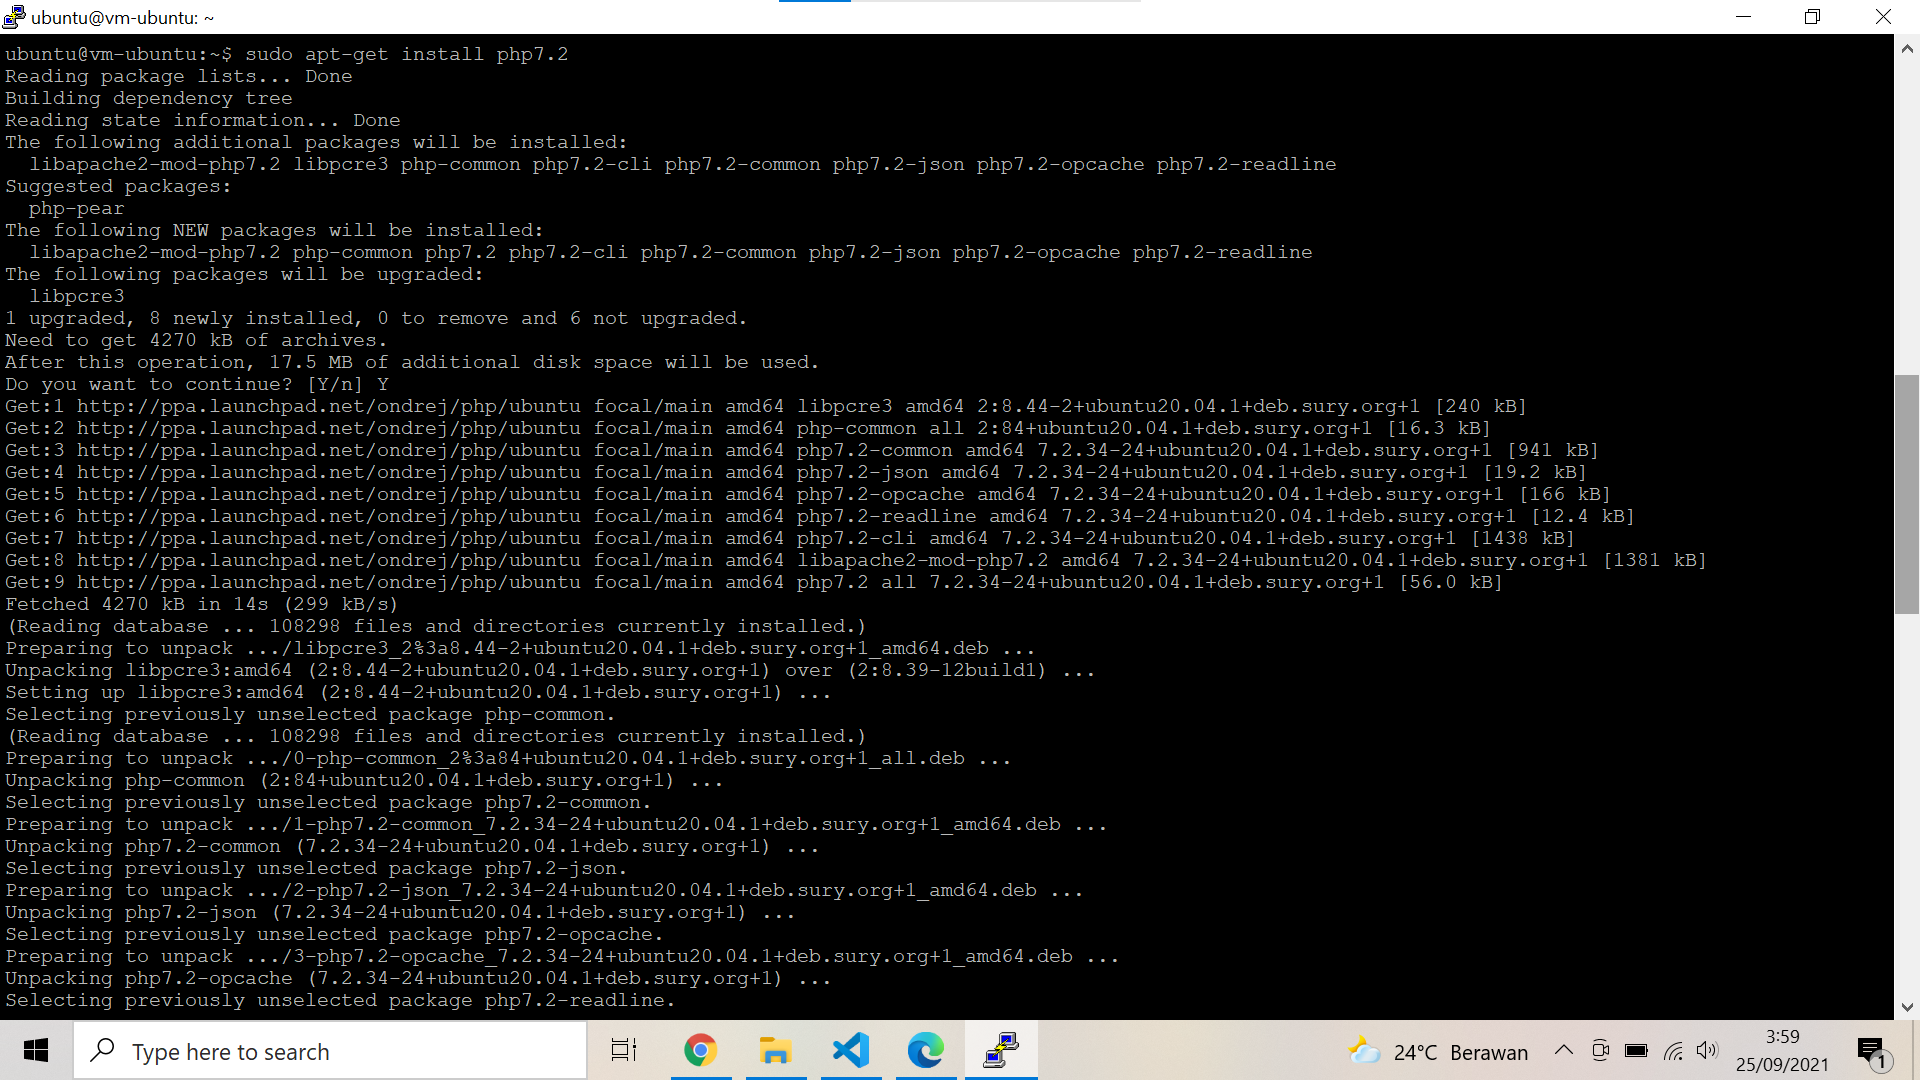 ubuntu@vm-ubuntu: ~
ubuntu@vm-ubuntu:~$ sudo apt-get install php7.2
Reading package lists... Done
Building dependency tree
Reading state information... Done
The following additional packages will be installed:
  libapache2-mod-php7.2 libpcre3 php-common php7.2-cli php7.2-common php7.2-json php7.2-opcache php7.2-readline
Suggested packages:
  php-pear
The following NEW packages will be installed:
  libapache2-mod-php7.2 php-common php7.2 php7.2-cli php7.2-common php7.2-json php7.2-opcache php7.2-readline
The following packages will be upgraded:
  libpcre3
1 upgraded, 8 newly installed, 0 to remove and 6 not upgraded.
Need to get 4270 kB of archives.
After this operation, 17.5 MB of additional disk space will be used.
Do you want to continue? [Y/n] Y
Get:1 http://ppa.launchpad.net/ondrej/php/ubuntu focal/main amd64 libpcre3 amd64 2:8.44-2+ubuntu20.04.1+deb.sury.org+1 [240 kB]
Get:2 http://ppa.launchpad.net/ondrej/php/ubuntu focal/main amd64 php-common all 2:84+ubuntu20.04.1+deb.sury.org+1 [16.3 kB]
Get:3 http://ppa.launchpad.net/ondrej/php/ubuntu focal/main amd64 php7.2-common amd64 7.2.34-24+ubuntu20.04.1+deb.sury.org+1 [941 kB]
Get:4 http://ppa.launchpad.net/ondrej/php/ubuntu focal/main amd64 php7.2-json amd64 7.2.34-24+ubuntu20.04.1+deb.sury.org+1 [19.2 kB]
Get:5 http://ppa.launchpad.net/ondrej/php/ubuntu focal/main amd64 php7.2-opcache amd64 7.2.34-24+ubuntu20.04.1+deb.sury.org+1 [166 kB]
Get:6 http://ppa.launchpad.net/ondrej/php/ubuntu focal/main amd64 php7.2-readline amd64 7.2.34-24+ubuntu20.04.1+deb.sury.org+1 [12.4 kB]
Get:7 http://ppa.launchpad.net/ondrej/php/ubuntu focal/main amd64 php7.2-cli amd64 7.2.34-24+ubuntu20.04.1+deb.sury.org+1 [1438 kB]
Get:8 http://ppa.launchpad.net/ondrej/php/ubuntu focal/main amd64 libapache2-mod-php7.2 amd64 7.2.34-24+ubuntu20.04.1+deb.sury.org+1 [1381 kB]
Get:9 http://ppa.launchpad.net/ondrej/php/ubuntu focal/main amd64 php7.2 all 7.2.34-24+ubuntu20.04.1+deb.sury.org+1 [56.0 kB]
Fetched 4270 kB in 14s (299 kB/s)
(Reading database ... 108298 files and directories currently installed.)
Preparing to unpack .../libpcre3_2%3a8.44-2+ubuntu20.04.1+deb.sury.org+1_amd64.deb ...
Unpacking libpcre3:amd64 (2:8.44-2+ubuntu20.04.1+deb.sury.org+1) over (2:8.39-12build1) ...
Setting up libpcre3:amd64 (2:8.44-2+ubuntu20.04.1+deb.sury.org+1) ...
Selecting previously unselected package php-common.
(Reading database ... 108298 files and directories currently installed.)
Preparing to unpack .../0-php-common_2%3a84+ubuntu20.04.1+deb.sury.org+1_all.deb ...
Unpacking php-common (2:84+ubuntu20.04.1+deb.sury.org+1) ...
Selecting previously unselected package php7.2-common.
Preparing to unpack .../1-php7.2-common_7.2.34-24+ubuntu20.04.1+deb.sury.org+1_amd64.deb ...
Unpacking php7.2-common (7.2.34-24+ubuntu20.04.1+deb.sury.org+1) ...
Selecting previously unselected package php7.2-json.
Preparing to unpack .../2-php7.2-json_7.2.34-24+ubuntu20.04.1+deb.sury.org+1_amd64.deb ...
Unpacking php7.2-json (7.2.34-24+ubuntu20.04.1+deb.sury.org+1) ...
Selecting previously unselected package php7.2-opcache.
Preparing to unpack .../3-php7.2-opcache_7.2.34-24+ubuntu20.04.1+deb.sury.org+1_amd64.deb ...
Unpacking php7.2-opcache (7.2.34-24+ubuntu20.04.1+deb.sury.org+1) ...
Selecting previously unselected package php7.2-readline.
Type here to search
24°C Berawan
3:59
25/09/2021
1